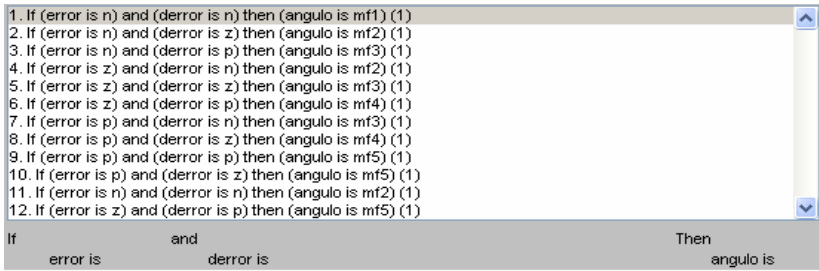 1. If (error is n) and (derror is n) then (angulo is mf1) (1)
2. If (error is n) and (derror is z) then (angulo is mf2) (1)
3. If (error is n) and (derror is p) then (angulo is mf3) (1)
4. If (error is z) and (derror is n) then (angulo is mf2) (1)
5. If (error is z) and (derror is z) then (angulo is mf3) (1)
6. If (error is z) and (derror is p) then (angulo is mf4) (1)
7. If (error is p) and (derror is n) then (angulo is mf3) (1)
8. If (error is p) and (derror is z) then (angulo is mf4) (1)
9. If (error is p) and (derror is p) then (angulo is mf5) (1)
10. If (error is p) and (derror is z) then (angulo is mf5) (1)
11. If (error is n) and (derror is n) then (angulo is mf2) (1)
12. If (error is z) and (derror is p) then (angulo is mf5) (1)
If and Then
error is derror is angulo is